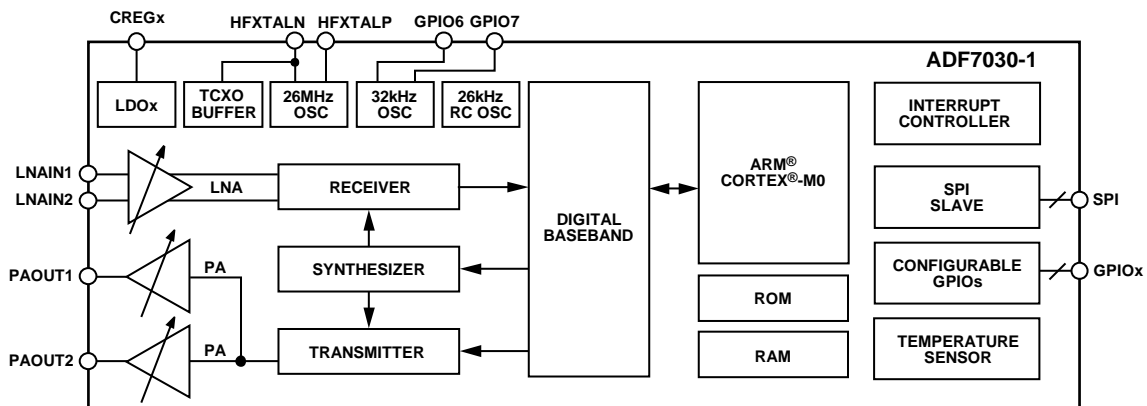 CREGx
HFXTALN
HFXTALP
GPIO6
GPIO7
ADF7030-1
LDOx
TCXO
BUFFER
26MHz
OSC
32kHz
OSC
26kHz
RC OSC
INTERRUPT
CONTROLLER
LNAIN1
LNAIN2
LNA
RECEIVER
DIGITAL
BASEBAND
ARM®
CORTEX®-M0
SPI
SLAVE
SPI
PAOUT1
PA
SYNTHESIZER
CONFIGURABLE
GPIOs
GPIOx
ROM
PAOUT2
PA
TRANSMITTER
RAM
TEMPERATURE
SENSOR